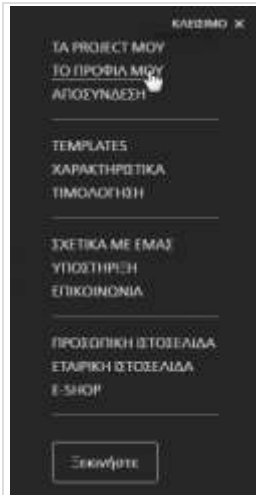 ΚΛΕΙΣΙΜΟ ×
ΤΑ PROJECT ΜΟΥ
ΤΟ ΠΡΟΦΙΛ ΜΟΥ
ΑΠΟΣΥΝΔΕΣΗ
TEMPLATES
ΧΑΡΑΚΤΗΡΙΣΤΙΚΑ
ΤΙΜΟΛΟΓΗΣΗ
ΣΧΕΤΙΚΑ ΜΕ ΕΜΑΣ
ΥΠΟΣΤΗΡΙΞΗ
ΕΠΙΚΟΙΝΩΝΙΑ
ΠΡΟΣΩΠΙΚΗ ΙΣΤΟΣΕΛΙΔΑ
ΕΤΑΙΡΙΚΗ ΙΣΤΟΣΕΛΙΔΑ
E-SHOP
Ξεκινήστε